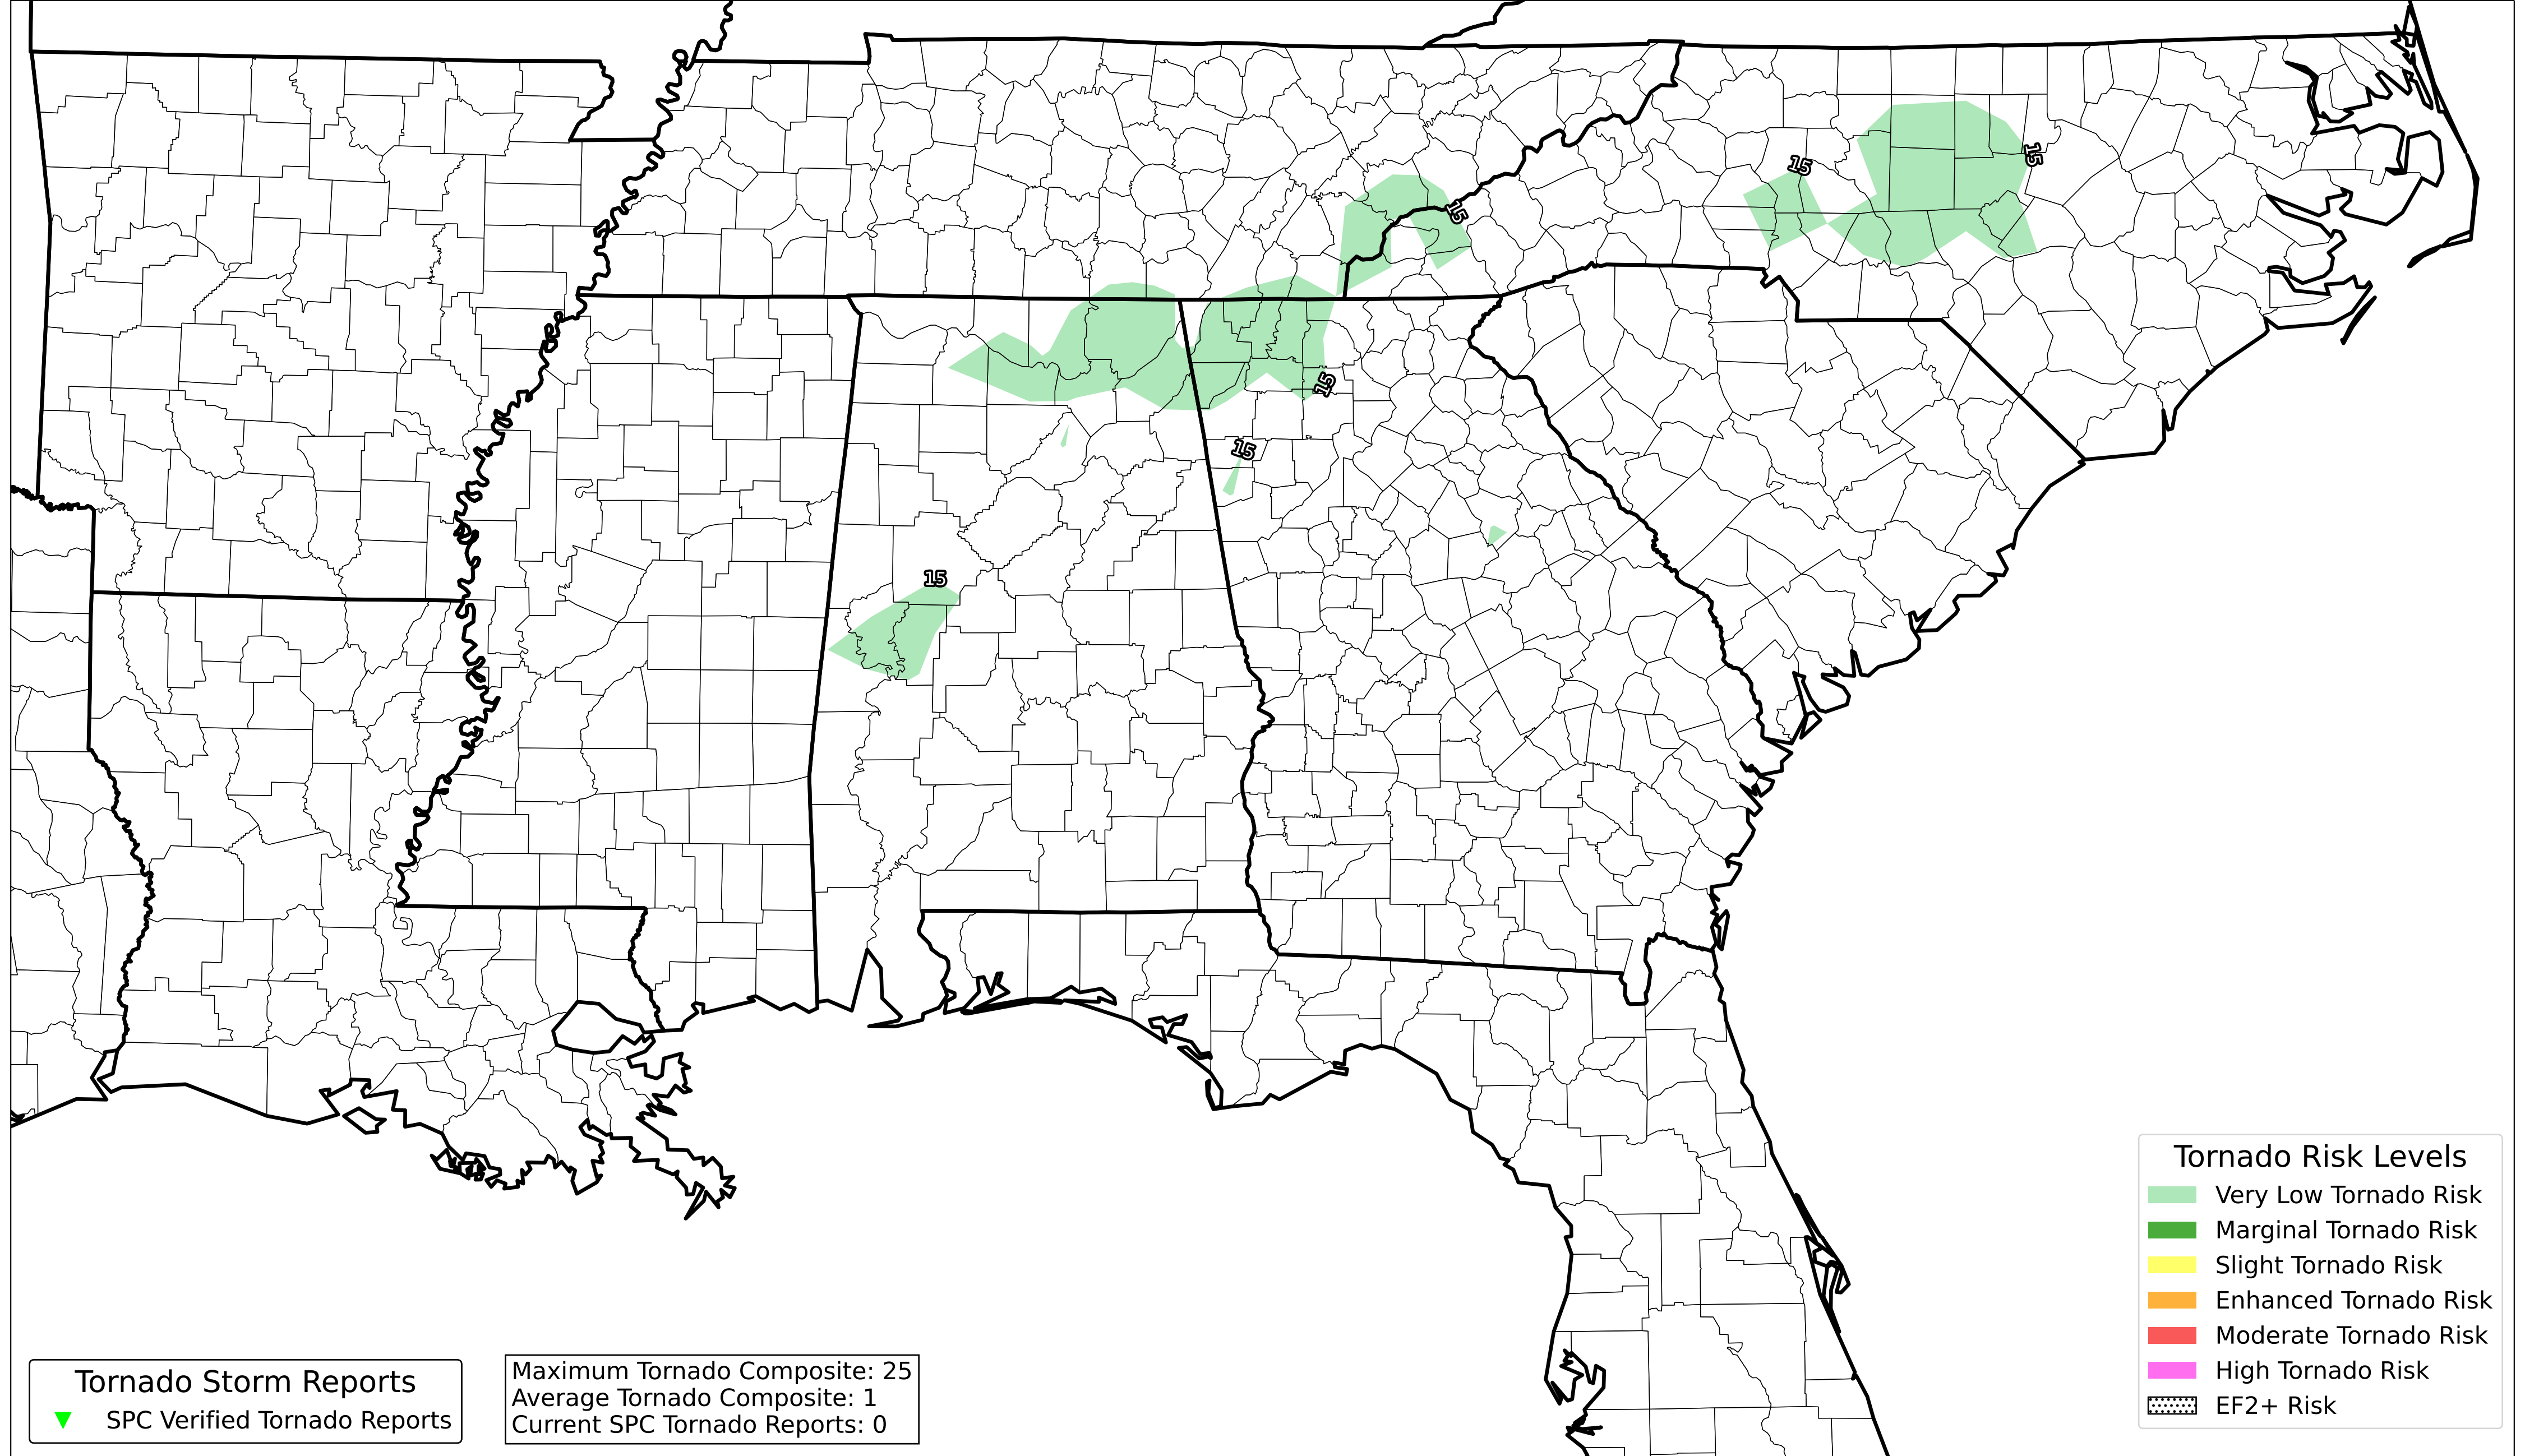 15
15
15
15
15
15
Tornado Risk Levels
Very Low Tornado Risk
Marginal Tornado Risk
Slight Tornado Risk
Enhanced Tornado Risk
Moderate Tornado Risk
High Tornado Risk
EF2+ Risk
Tornado Storm Reports
SPC Verified Tornado Reports
Maximum Tornado Composite: 25
Average Tornado Composite: 1
Current SPC Tornado Reports: 0